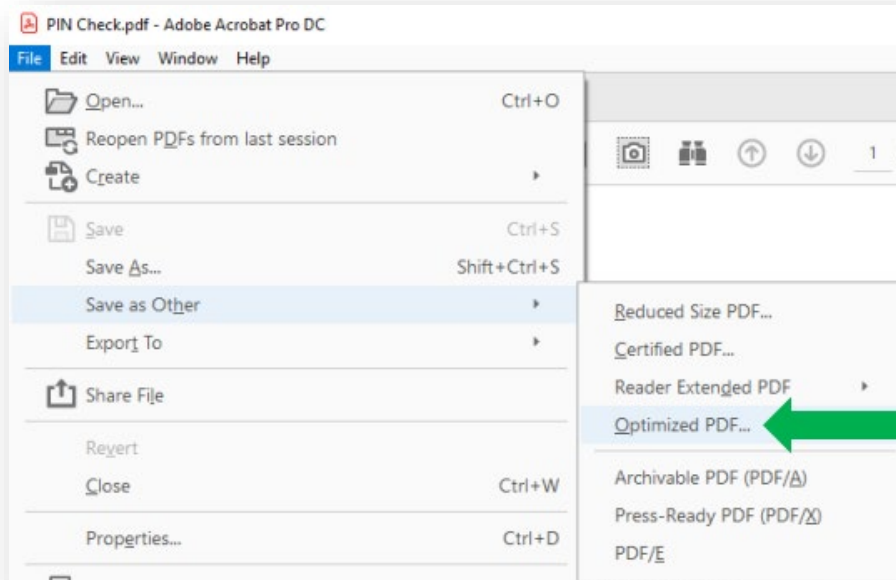 PIN Check.pdf - Adobe Acrobat Pro DC
File Edit View Window Help
Open... Ctrl+O
Reopen PDFs from last session
Create
1
Save Ctrl+S
Save As... Shift+Ctrl+S
Save as Other
Export To
Share File
Revert
Close Ctrl+W
Properties... Ctrl+D
Reduced Size PDF...
Certified PDF...
Reader Extended PDF
Optimized PDF...
Archivable PDF (PDF/A)
Press-Ready PDF (PDF/X)
PDF/E